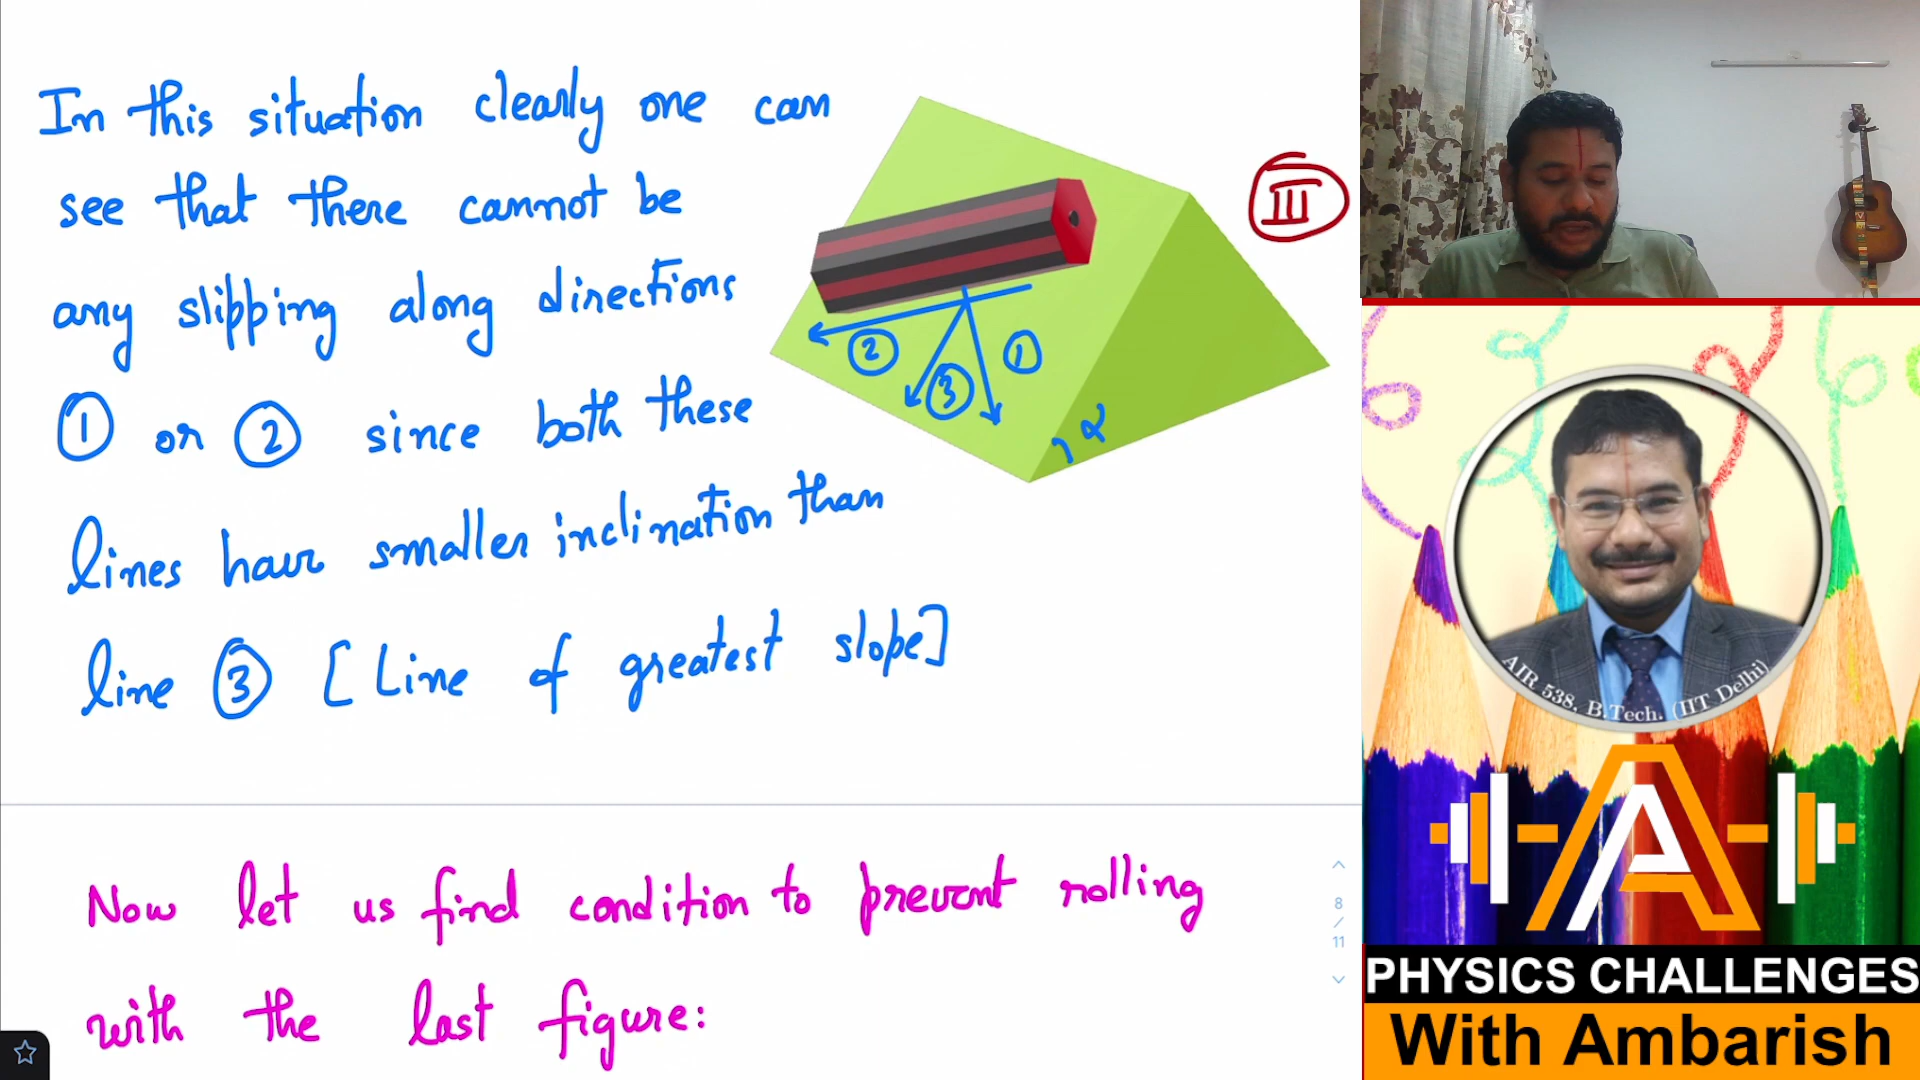 In this situation clearly one can
see that there cannot be
any slipping along directions
① or ② since both these
lines have smaller inclination than
line ③ [Line of greatest slope]
III
②
③
①
α
Now let us find condition to prevent rolling
with the last figure:
8
/
11
AIR 538, B.Tech. (IIT Delhi)
PHYSICS CHALLENGES
With Ambarish